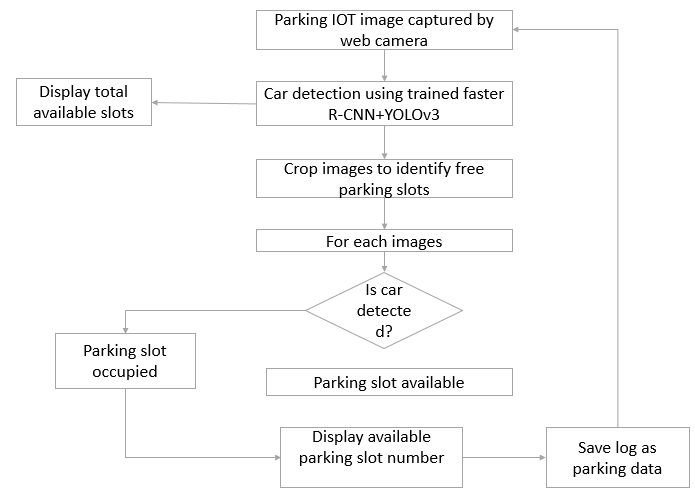 Parking IOT image captured by
web camera
Display total
available slots
Car detection using trained faster
R-CNN+YOLOv3
Crop images to identify free
parking slots
For each images
Is car
detecte
d?
Parking slot
occupied
Parking slot available
Display available
parking slot number
Save log as
parking data